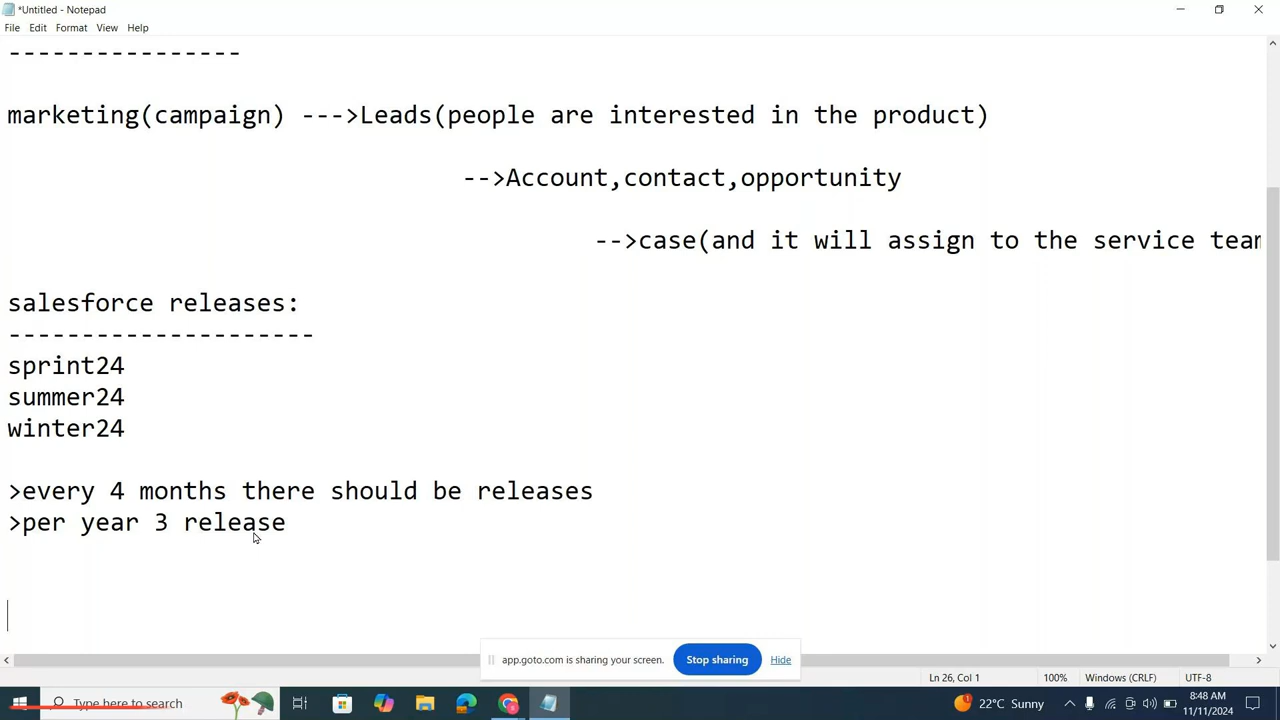 *Untitled - Notepad
File Edit Format View Help
----------------
marketing(campaign) --->Leads(people are interested in the product)
-->Account,contact,opportunity
-->case(and it will assign to the service team
salesforce releases:
---------------------
sprint24
summer24
winter24
>every 4 months there should be releases
>per year 3 release
app.goto.com is sharing your screen. Stop sharing Hide
Ln 26, Col 1 100% Windows (CRLF) UTF-8
Type here to search 22°C Sunny 8:48 AM
11/11/2024